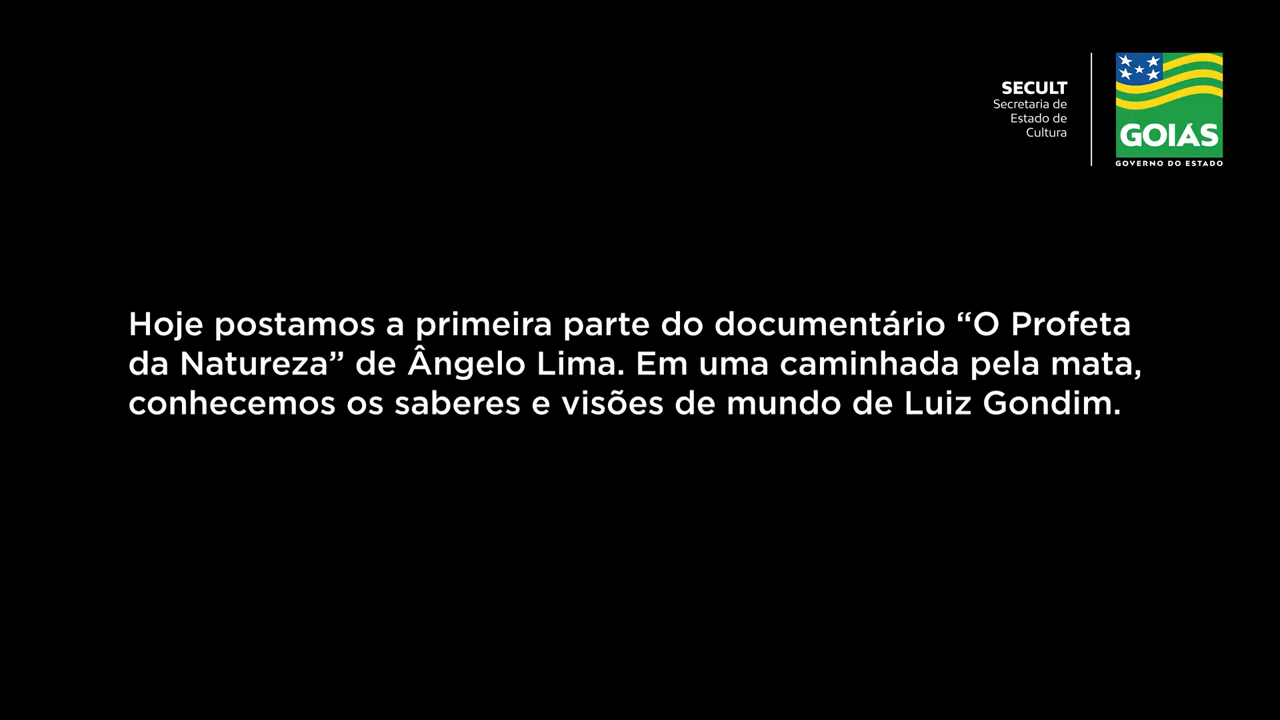 SECULT
Secretaria de
Estado de
Cultura
GOIÁS
GOVERNO DO ESTADO
Hoje postamos a primeira parte do documentário “O Profeta
da Natureza” de Ângelo Lima. Em uma caminhada pela mata,
conhecemos os saberes e visões de mundo de Luiz Gondim.